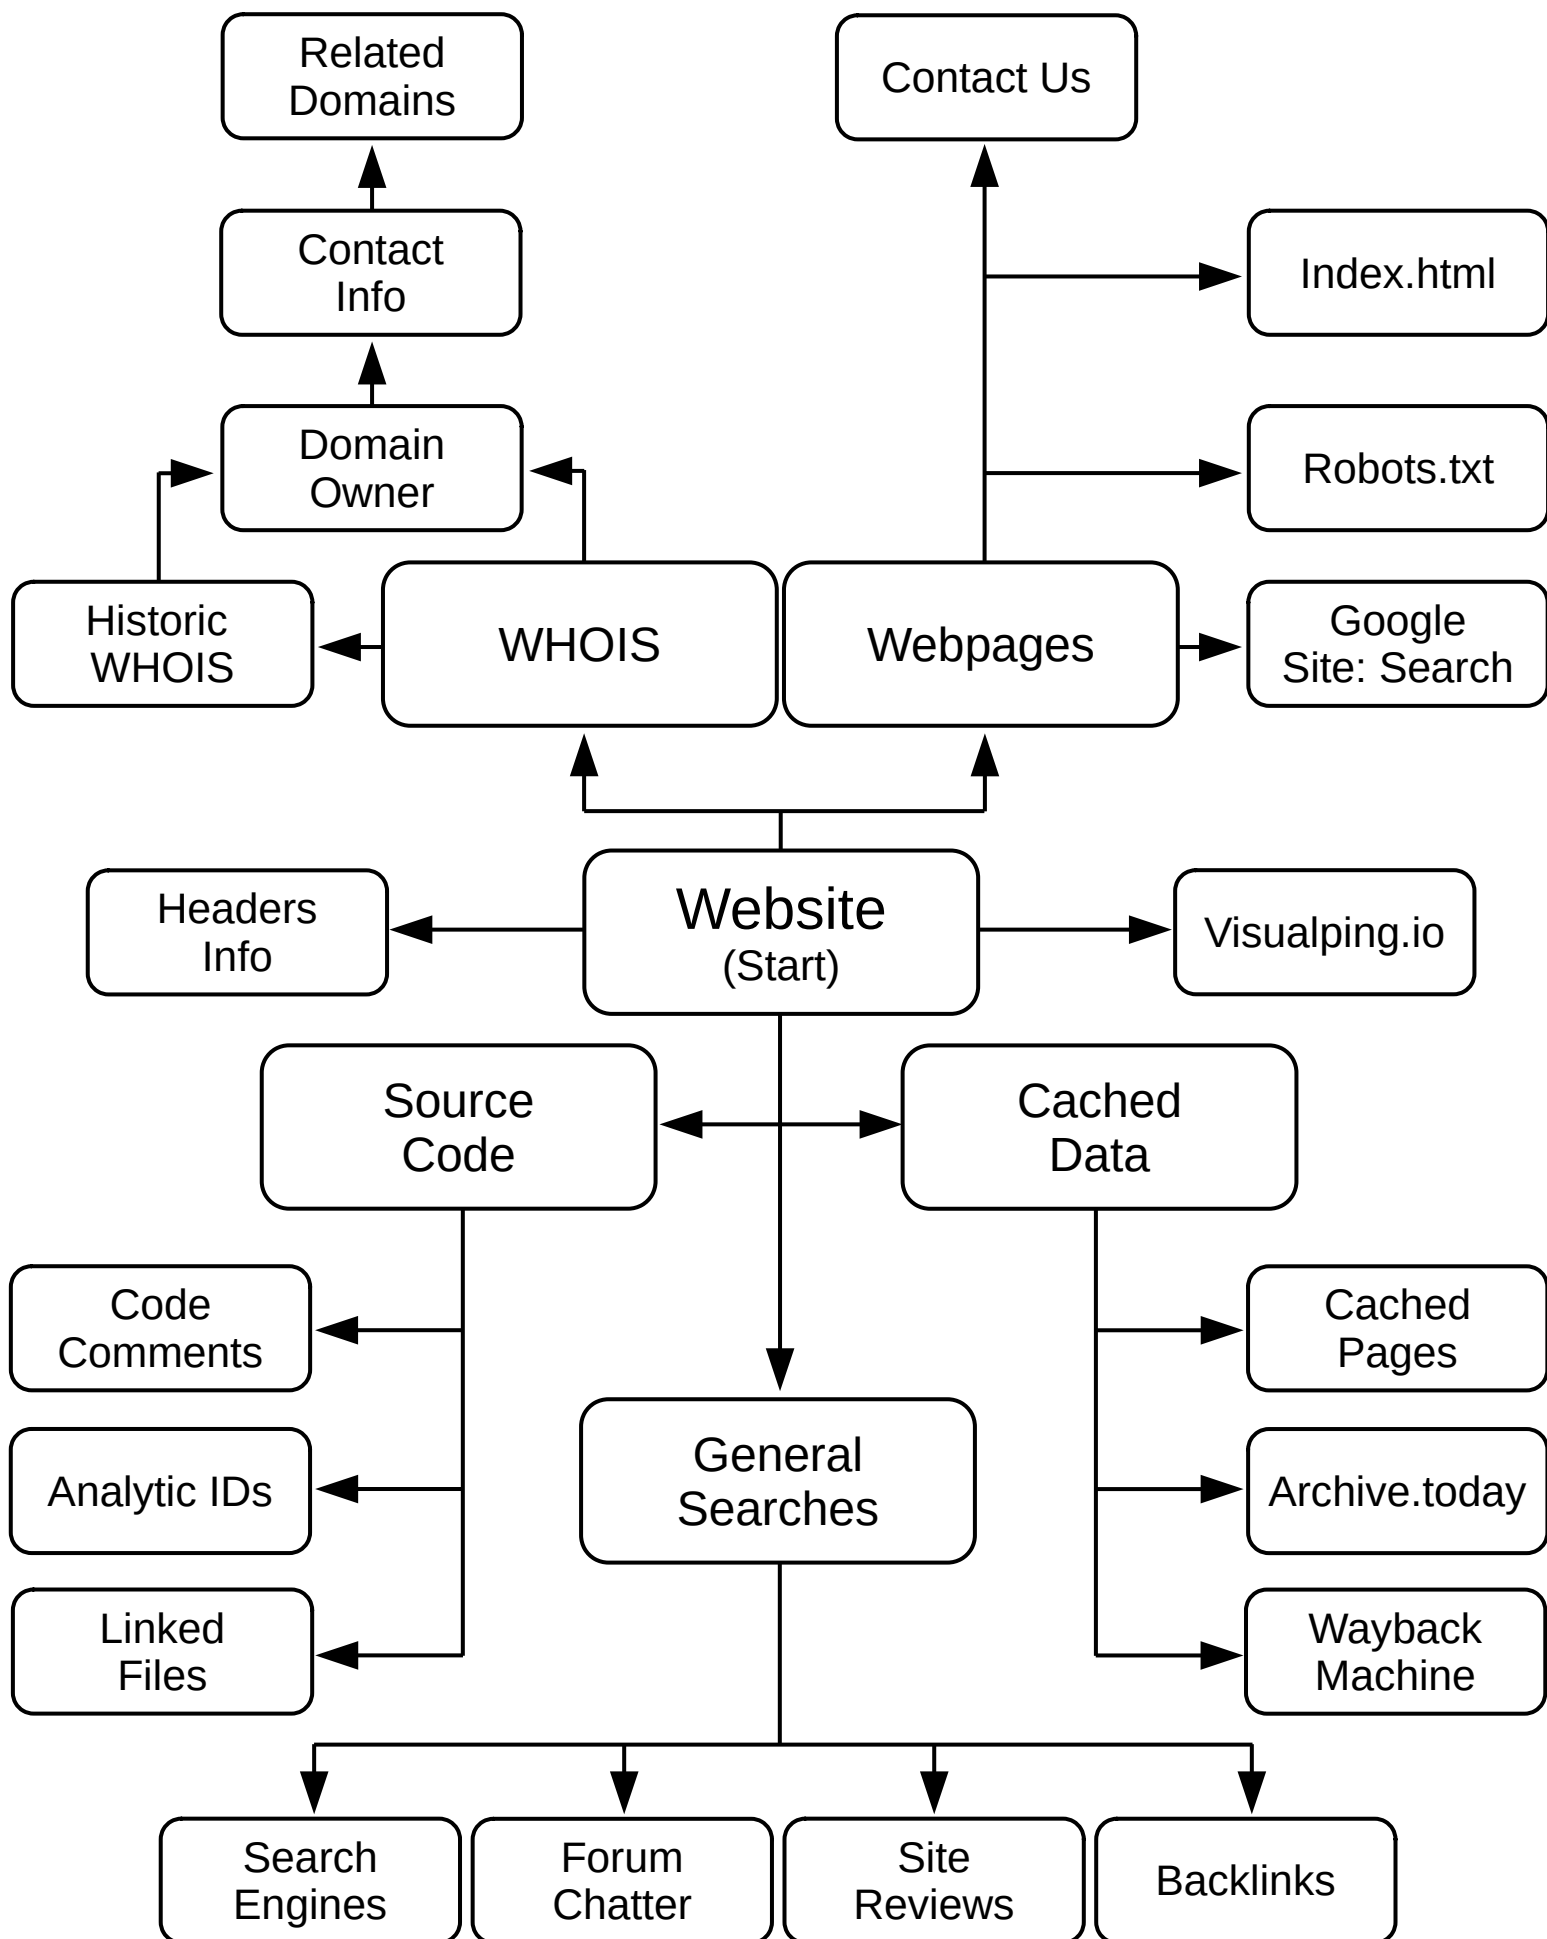 Related
Domains
Contact Us
Contact
Info
Index.html
Domain
Owner
Robots.txt
Historic
WHOIS
WHOIS
Webpages
Google
Site: Search
Headers
Info
Website
(Start)
Visualping.io
Source
Code
Cached
Data
Code
Comments
Cached
Pages
Analytic IDs
General
Searches
Archive.today
Linked
Files
Wayback
Machine
Search
Engines
Forum
Chatter
Site
Reviews
Backlinks